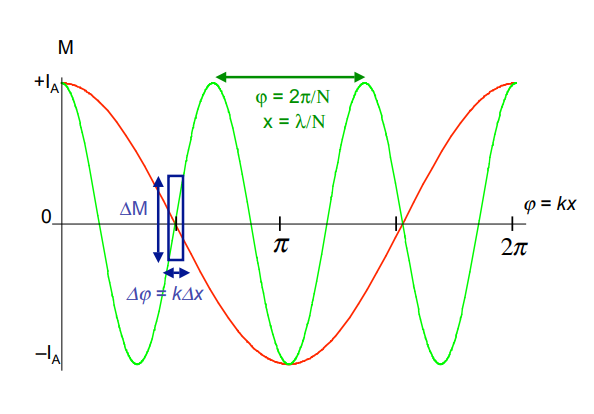 M
+I_A
φ = 2π/N
x = λ/N
ΔM
0
φ = kx
π
2π
Δφ = kΔx
–I_A